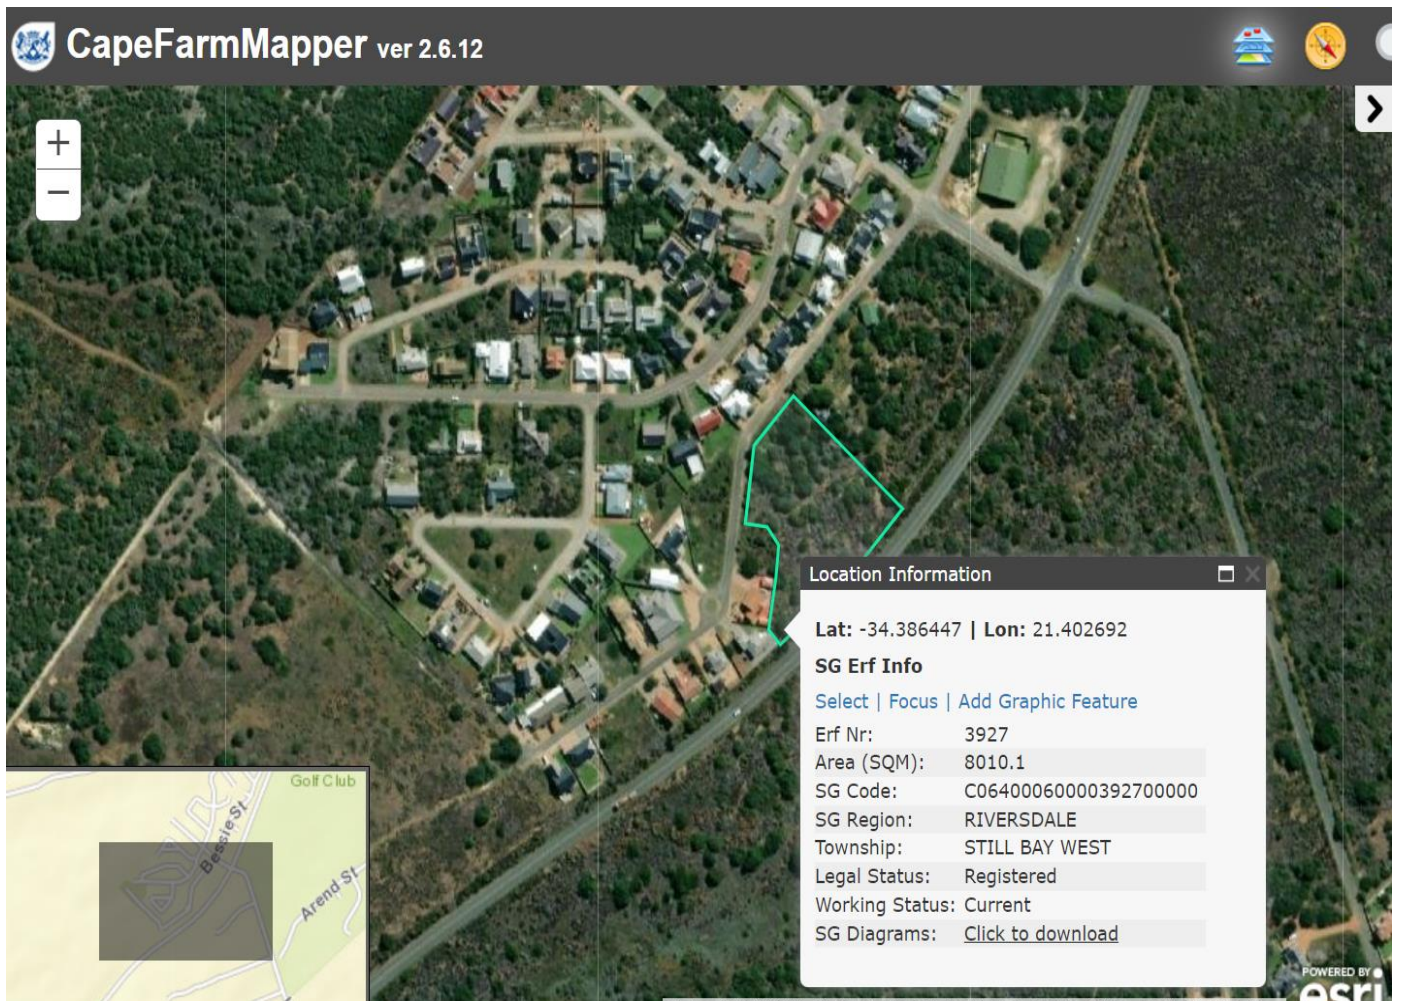 CapeFarmMapper ver 2.6.12
+
−
Location Information
Lat: -34.386447 | Lon: 21.402692
SG Erf Info
Select | Focus | Add Graphic Feature
Erf Nr: 3927
Area (SQM): 8010.1
SG Code: C06400060000392700000
SG Region: RIVERSDALE
Township: STILL BAY WEST
Legal Status: Registered
Working Status: Current
SG Diagrams: Click to download
Golf Club
Bessie St
Arend St
POWERED BY
esri